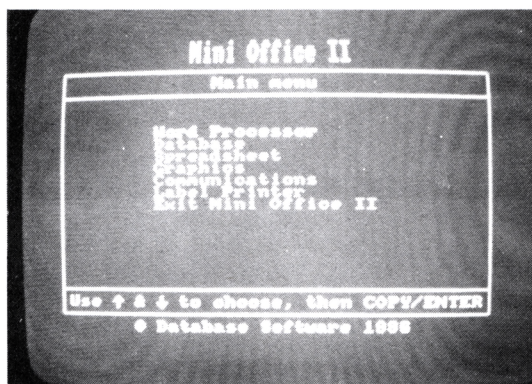 Mini Office II
Main menu
Word Processor
Database
Spreadsheet
Graphics
Communications
Label Printer
Exit Mini Office II
Use ↑ & ↓ to choose, then COPY/ENTER
© Database Software 1986